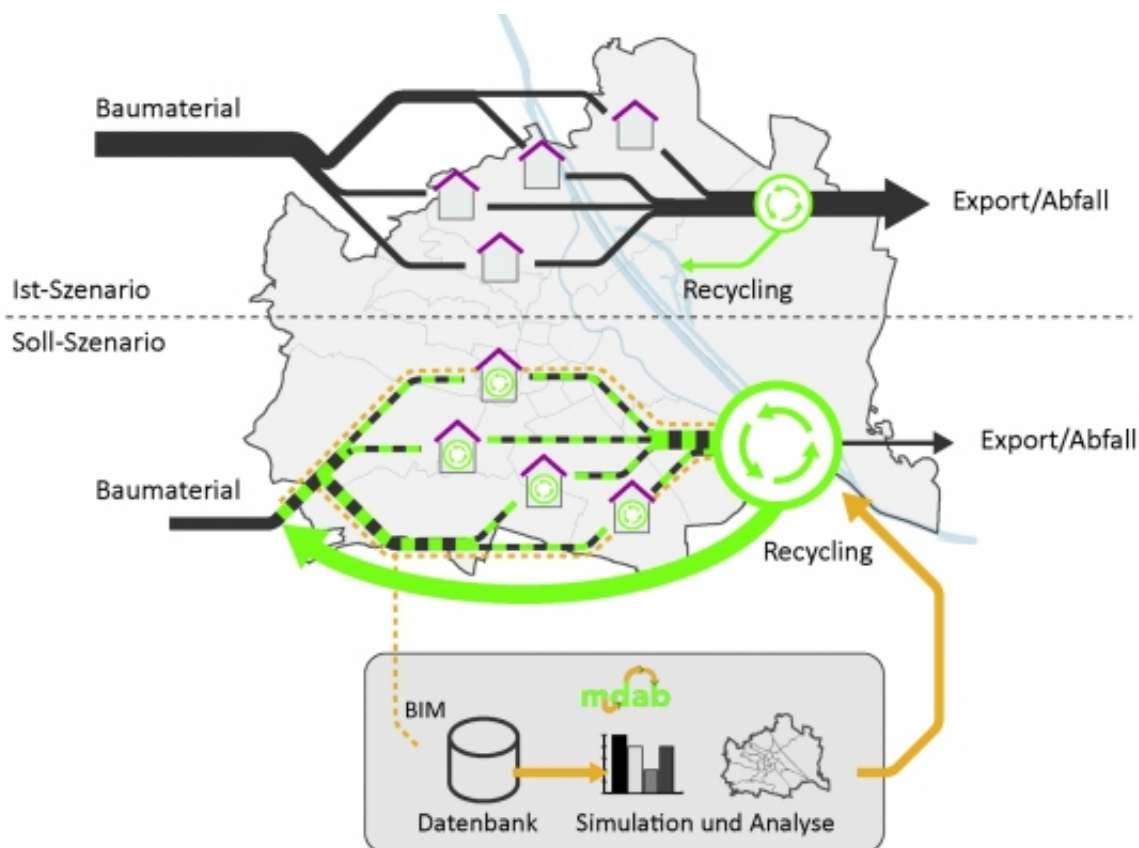 Baumaterial
Export/Abfall
Recycling
Ist-Szenario
Soll-Szenario
Export/Abfall
Baumaterial
Recycling
mdab
BIM
Datenbank
Simulation und Analyse